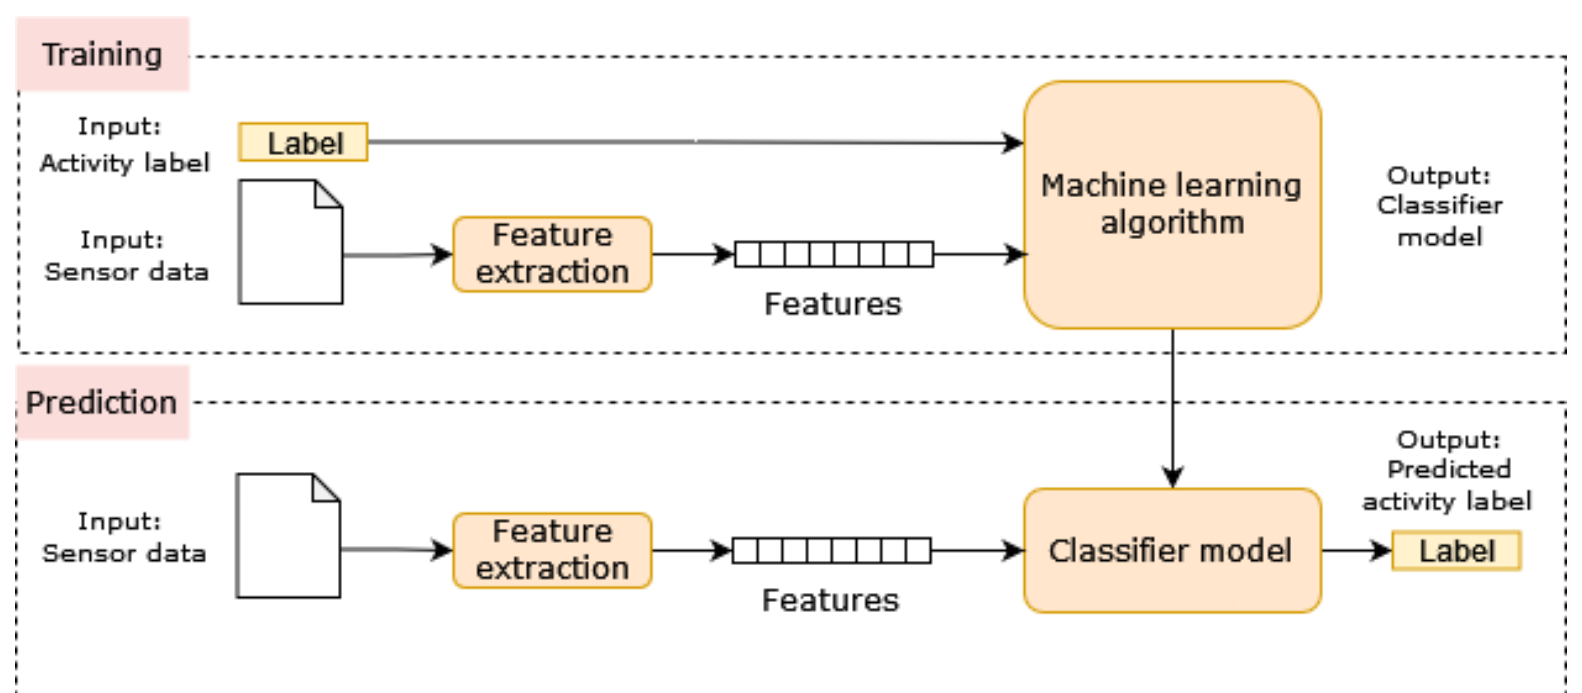 Training
Input:
Activity label
Label
Input:
Sensor data
Feature
extraction
Features
Machine learning
algorithm
Output:
Classifier
model
Prediction
Input:
Sensor data
Feature
extraction
Features
Classifier model
Output:
Predicted
activity label
Label